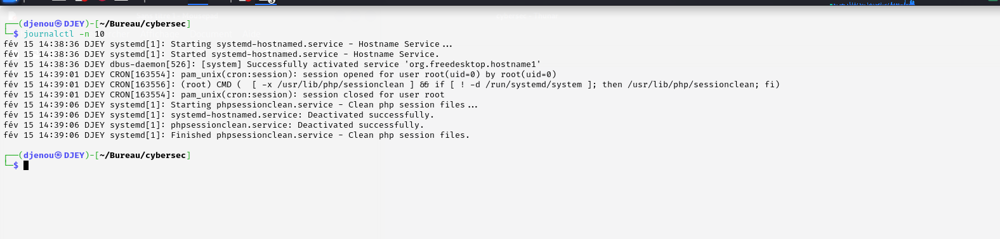 ┌──(djenou㉿DJEY)-[~/Bureau/cybersec]
└─$ journalctl -n 10
fév 15 14:38:36 DJEY systemd[1]: Starting systemd-hostnamed.service - Hostname Service...
fév 15 14:38:36 DJEY systemd[1]: Started systemd-hostnamed.service - Hostname Service.
fév 15 14:38:36 DJEY dbus-daemon[526]: [system] Successfully activated service 'org.freedesktop.hostname1'
fév 15 14:39:01 DJEY CRON[163554]: pam_unix(cron:session): session opened for user root(uid=0) by root(uid=0)
fév 15 14:39:01 DJEY CRON[163556]: (root) CMD (  [ -x /usr/lib/php/sessionclean ] && if [ ! -d /run/systemd/system ]; then /usr/lib/php/sessionclean; fi)
fév 15 14:39:01 DJEY CRON[163554]: pam_unix(cron:session): session closed for user root
fév 15 14:39:06 DJEY systemd[1]: Starting phpsessionclean.service - Clean php session files...
fév 15 14:39:06 DJEY systemd[1]: systemd-hostnamed.service: Deactivated successfully.
fév 15 14:39:06 DJEY systemd[1]: phpsessionclean.service: Deactivated successfully.
fév 15 14:39:06 DJEY systemd[1]: Finished phpsessionclean.service - Clean php session files.
┌──(djenou㉿DJEY)-[~/Bureau/cybersec]
└─$